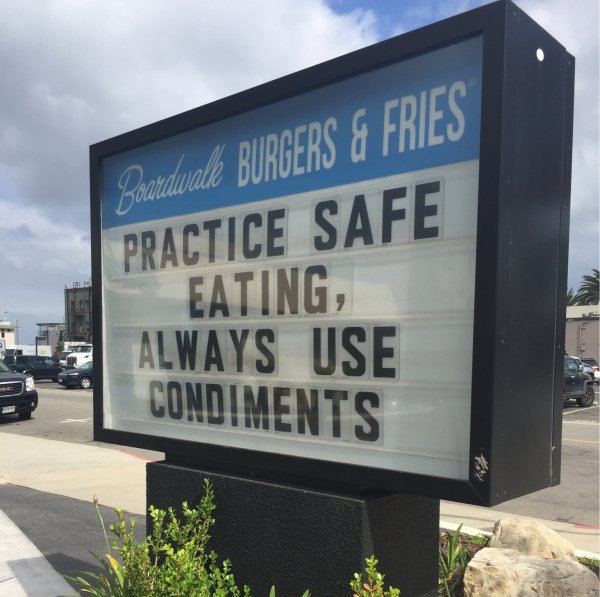 Boardwalk BURGERS & FRIES®
PRACTICE SAFE
EATING,
ALWAYS USE
CONDIMENTS